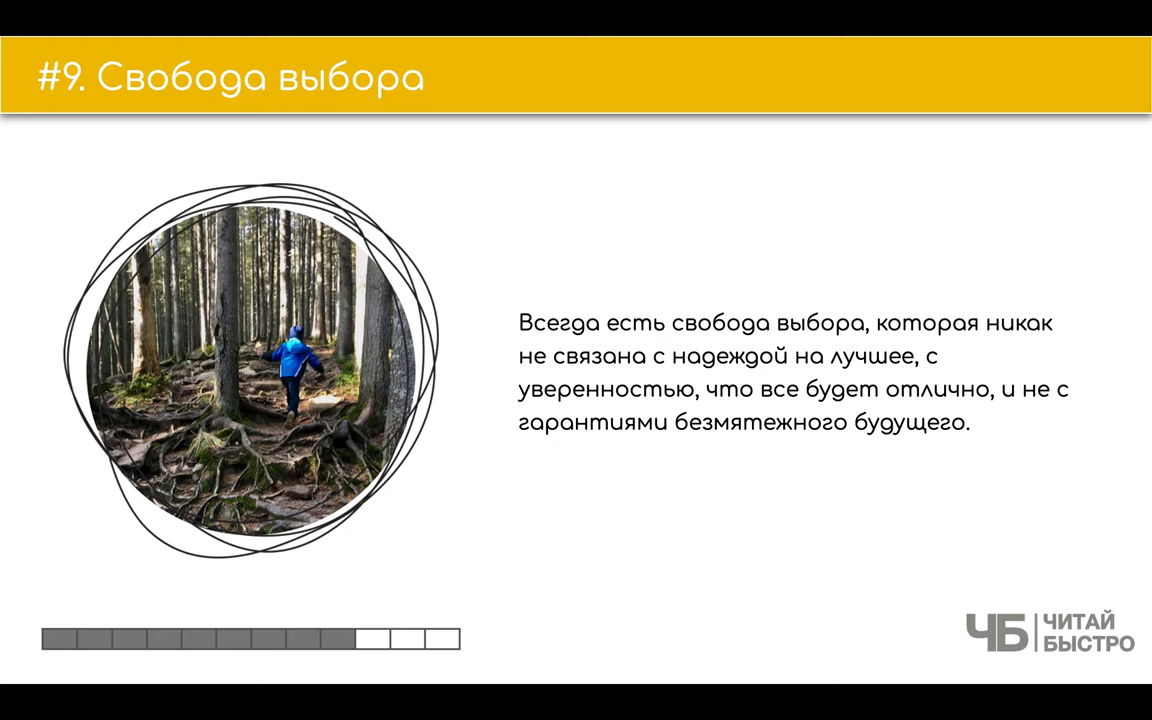 #9. Свобода выбора
Всегда есть свобода выбора, которая никак
не связана с надеждой на лучшее, с
уверенностью, что все будет отлично, и не с
гарантиями безмятежного будущего.
ЧБ
ЧИТАЙ
БЫСТРО